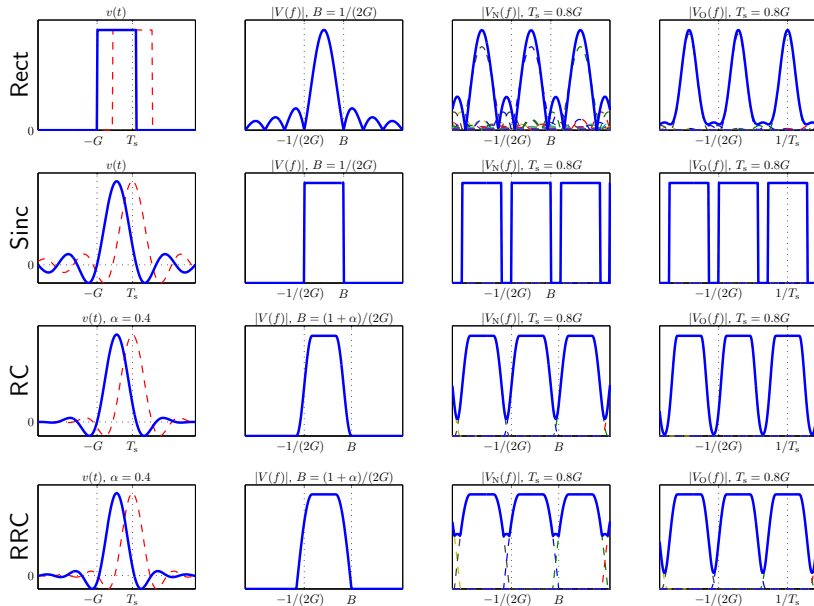 v(t)
|V(f)|, B = 1/(2G)
|V_N(f)|, T_s = 0.8G
|V_O(f)|, T_s = 0.8G
Rect
0
−G T_s
−1/(2G) B
−1/(2G) B
−1/(2G) 1/T_s
v(t)
|V(f)|, B = 1/(2G)
|V_N(f)|, T_s = 0.8G
|V_O(f)|, T_s = 0.8G
Sinc
0
−G T_s
−1/(2G) B
−1/(2G) B
−1/(2G) 1/T_s
v(t), α = 0.4
|V(f)|, B = (1 + α)/(2G)
|V_N(f)|, T_s = 0.8G
|V_O(f)|, T_s = 0.8G
RC
0
−G T_s
−1/(2G) B
−1/(2G) B
−1/(2G) 1/T_s
v(t), α = 0.4
|V(f)|, B = (1 + α)/(2G)
|V_N(f)|, T_s = 0.8G
|V_O(f)|, T_s = 0.8G
RRC
0
−G T_s
−1/(2G) B
−1/(2G) B
−1/(2G) 1/T_s